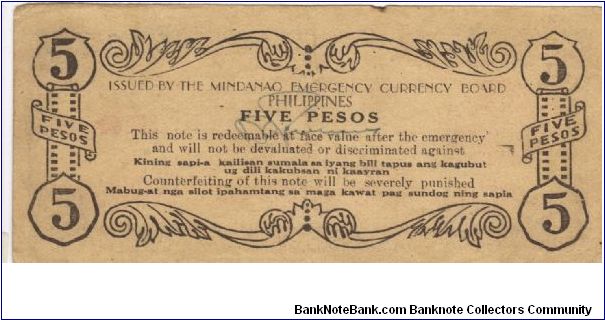 5 5
ISSUED BY THE MINDANAO EMERGENCY CURRENCY BOARD
PHILIPPINES
FIVE PESOS
FIVE PESOS
FIVE PESOS
This note is redeemable at face value after the emergency
and will not be devaluated or discriminated against
Kining sapi-a kailisan sumala sa iyang bili tapus ang kagubut
ug dili kakubsan ni kaayran
Counterfeiting of this note will be severely punished
Mabug-at nga silot ipahamtang sa maga kawat pag sundog ning sapia
5 5
BankNoteBank.com Banknote Collectors Community